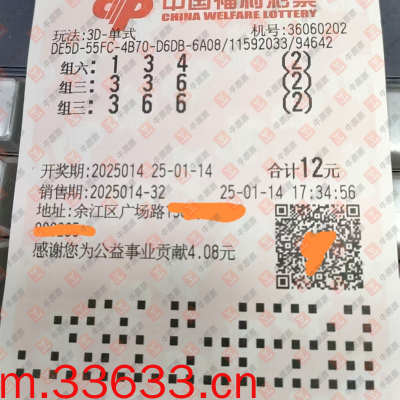 中国福利彩票
CHINA WELFARE LOTTERY
玩法:3D-单式 机号:36060202
DE5D-55FC-4B70-D6DB-6A08/11592033/94642
组六: 1 3 4 (2)
组三: 3 3 6 (2)
组三: 3 6 6 (2)
开奖期:2025014 25-01-14 合计12元
销售期:2025014-32 25-01-14 17:34:56
地址:余江区广场路
感谢您为公益事业贡献4.08元
m.33633.cn